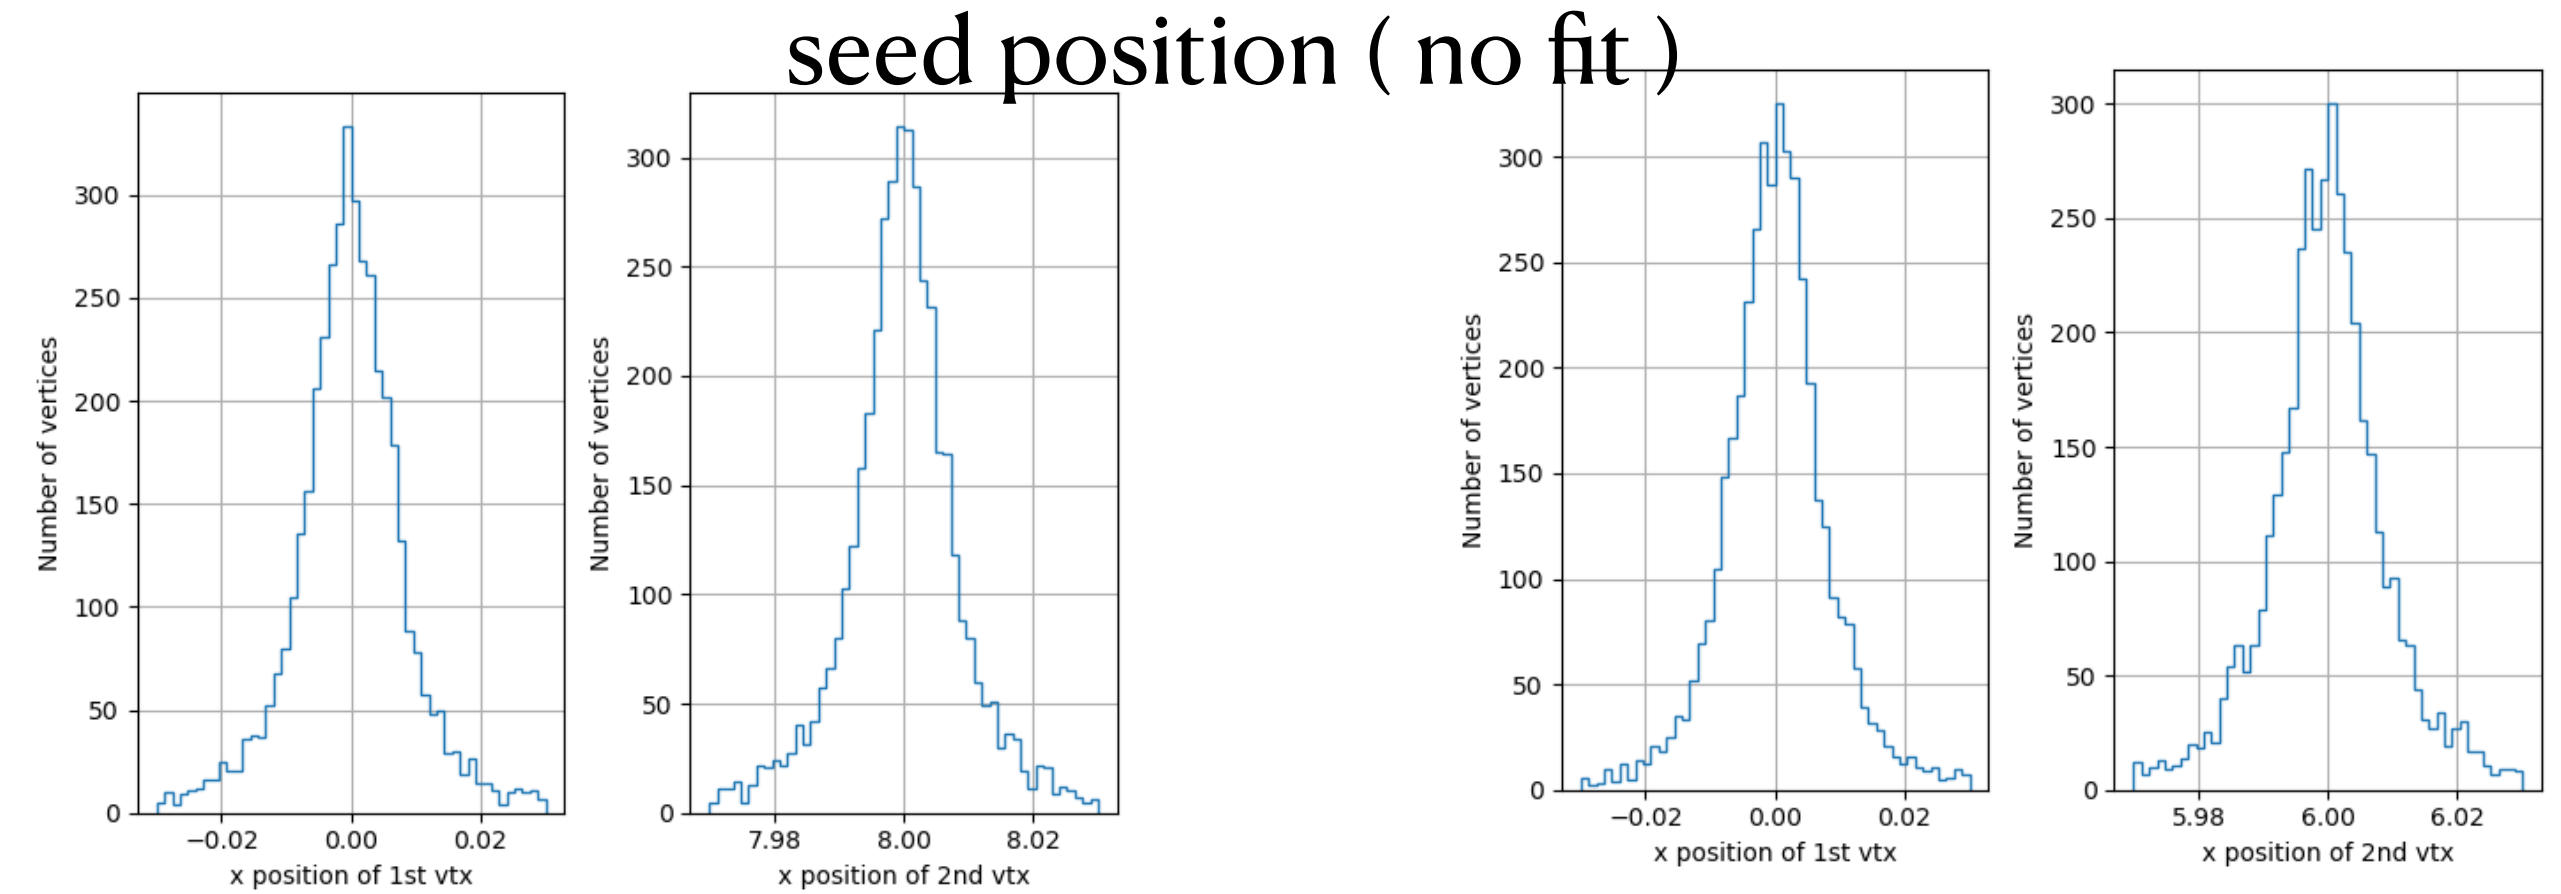 seed position ( no fit )
Number of vertices
300
250
200
150
100
50
0
−0.02 0.00 0.02
x position of 1st vtx
Number of vertices
300
250
200
150
100
50
0
7.98 8.00 8.02
x position of 2nd vtx
Number of vertices
300
250
200
150
100
50
0
−0.02 0.00 0.02
x position of 1st vtx
Number of vertices
300
250
200
150
100
50
0
5.98 6.00 6.02
x position of 2nd vtx